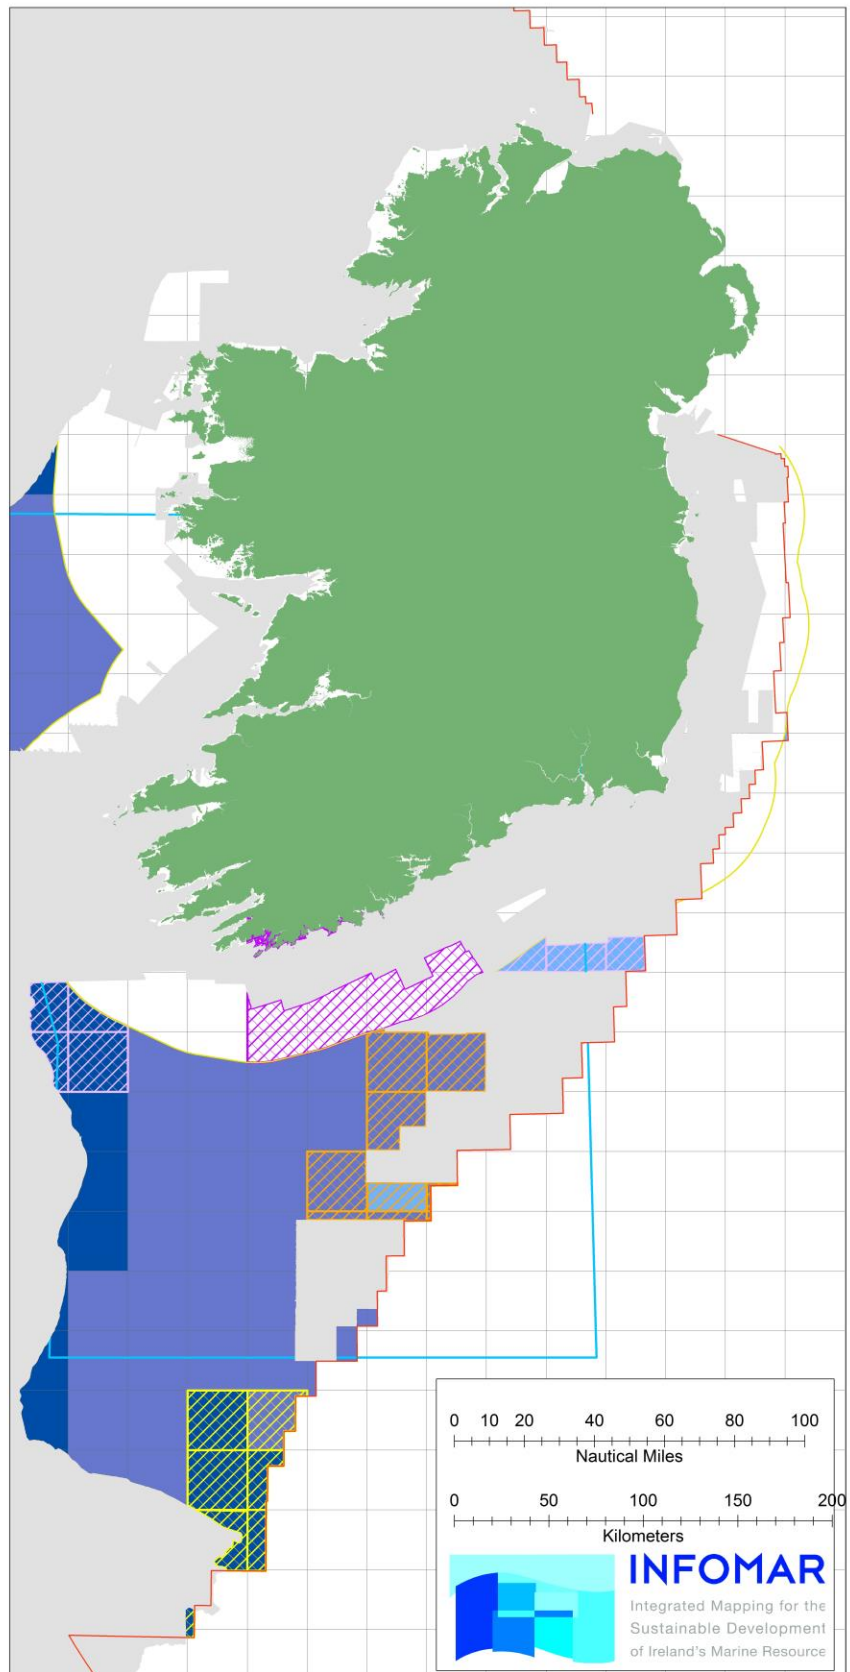 0 10 20 40 60 80 100
Nautical Miles
0 50 100 150 200
Kilometers
INFOMAR
Integrated Mapping for the
Sustainable Development
of Ireland's Marine Resource